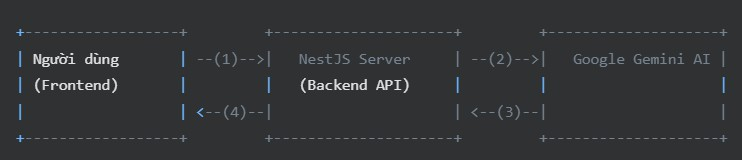 +-----------------+        +-------------------+        +------------------+
| Người dùng      | --(1)-->|   NestJS Server    | --(2)-->|   Google Gemini AI |
| (Frontend)      |        |   (Backend API)    |        |                  |
|                 | <--(4)--|                    | <--(3)--|                  |
+-----------------+        +-------------------+        +------------------+